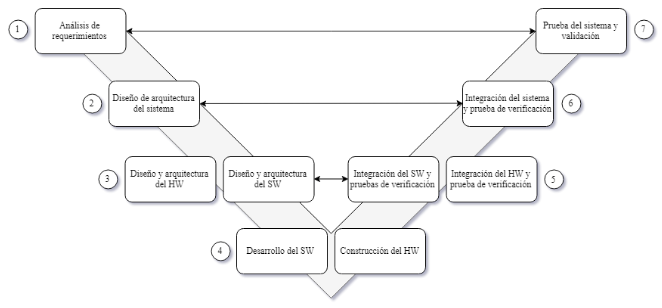 1
Análisis de
requerimientos
Prueba del sistema y
validación
7
2
Diseño de arquitectura
del sistema
Integración del sistema
y prueba de verificación
6
3
Diseño y arquitectura
del HW
Diseño y arquitectura
del SW
Integración del SW y
pruebas de verificación
Integración del HW y
prueba de verificación
5
4
Desarrollo del SW
Construcción del HW